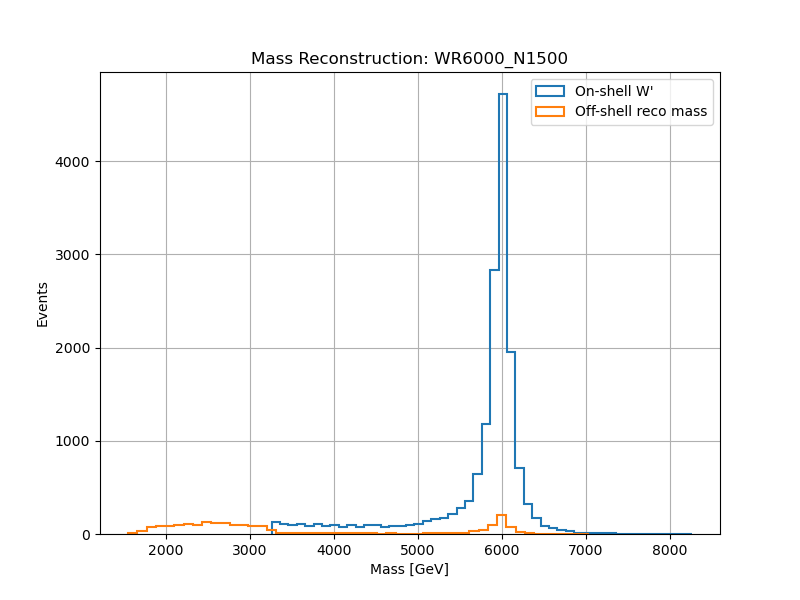 Mass Reconstruction: WR6000_N1500
On-shell W'
Off-shell reco mass
Events
4000
3000
2000
1000
0
2000 3000 4000 5000 6000 7000 8000
Mass [GeV]